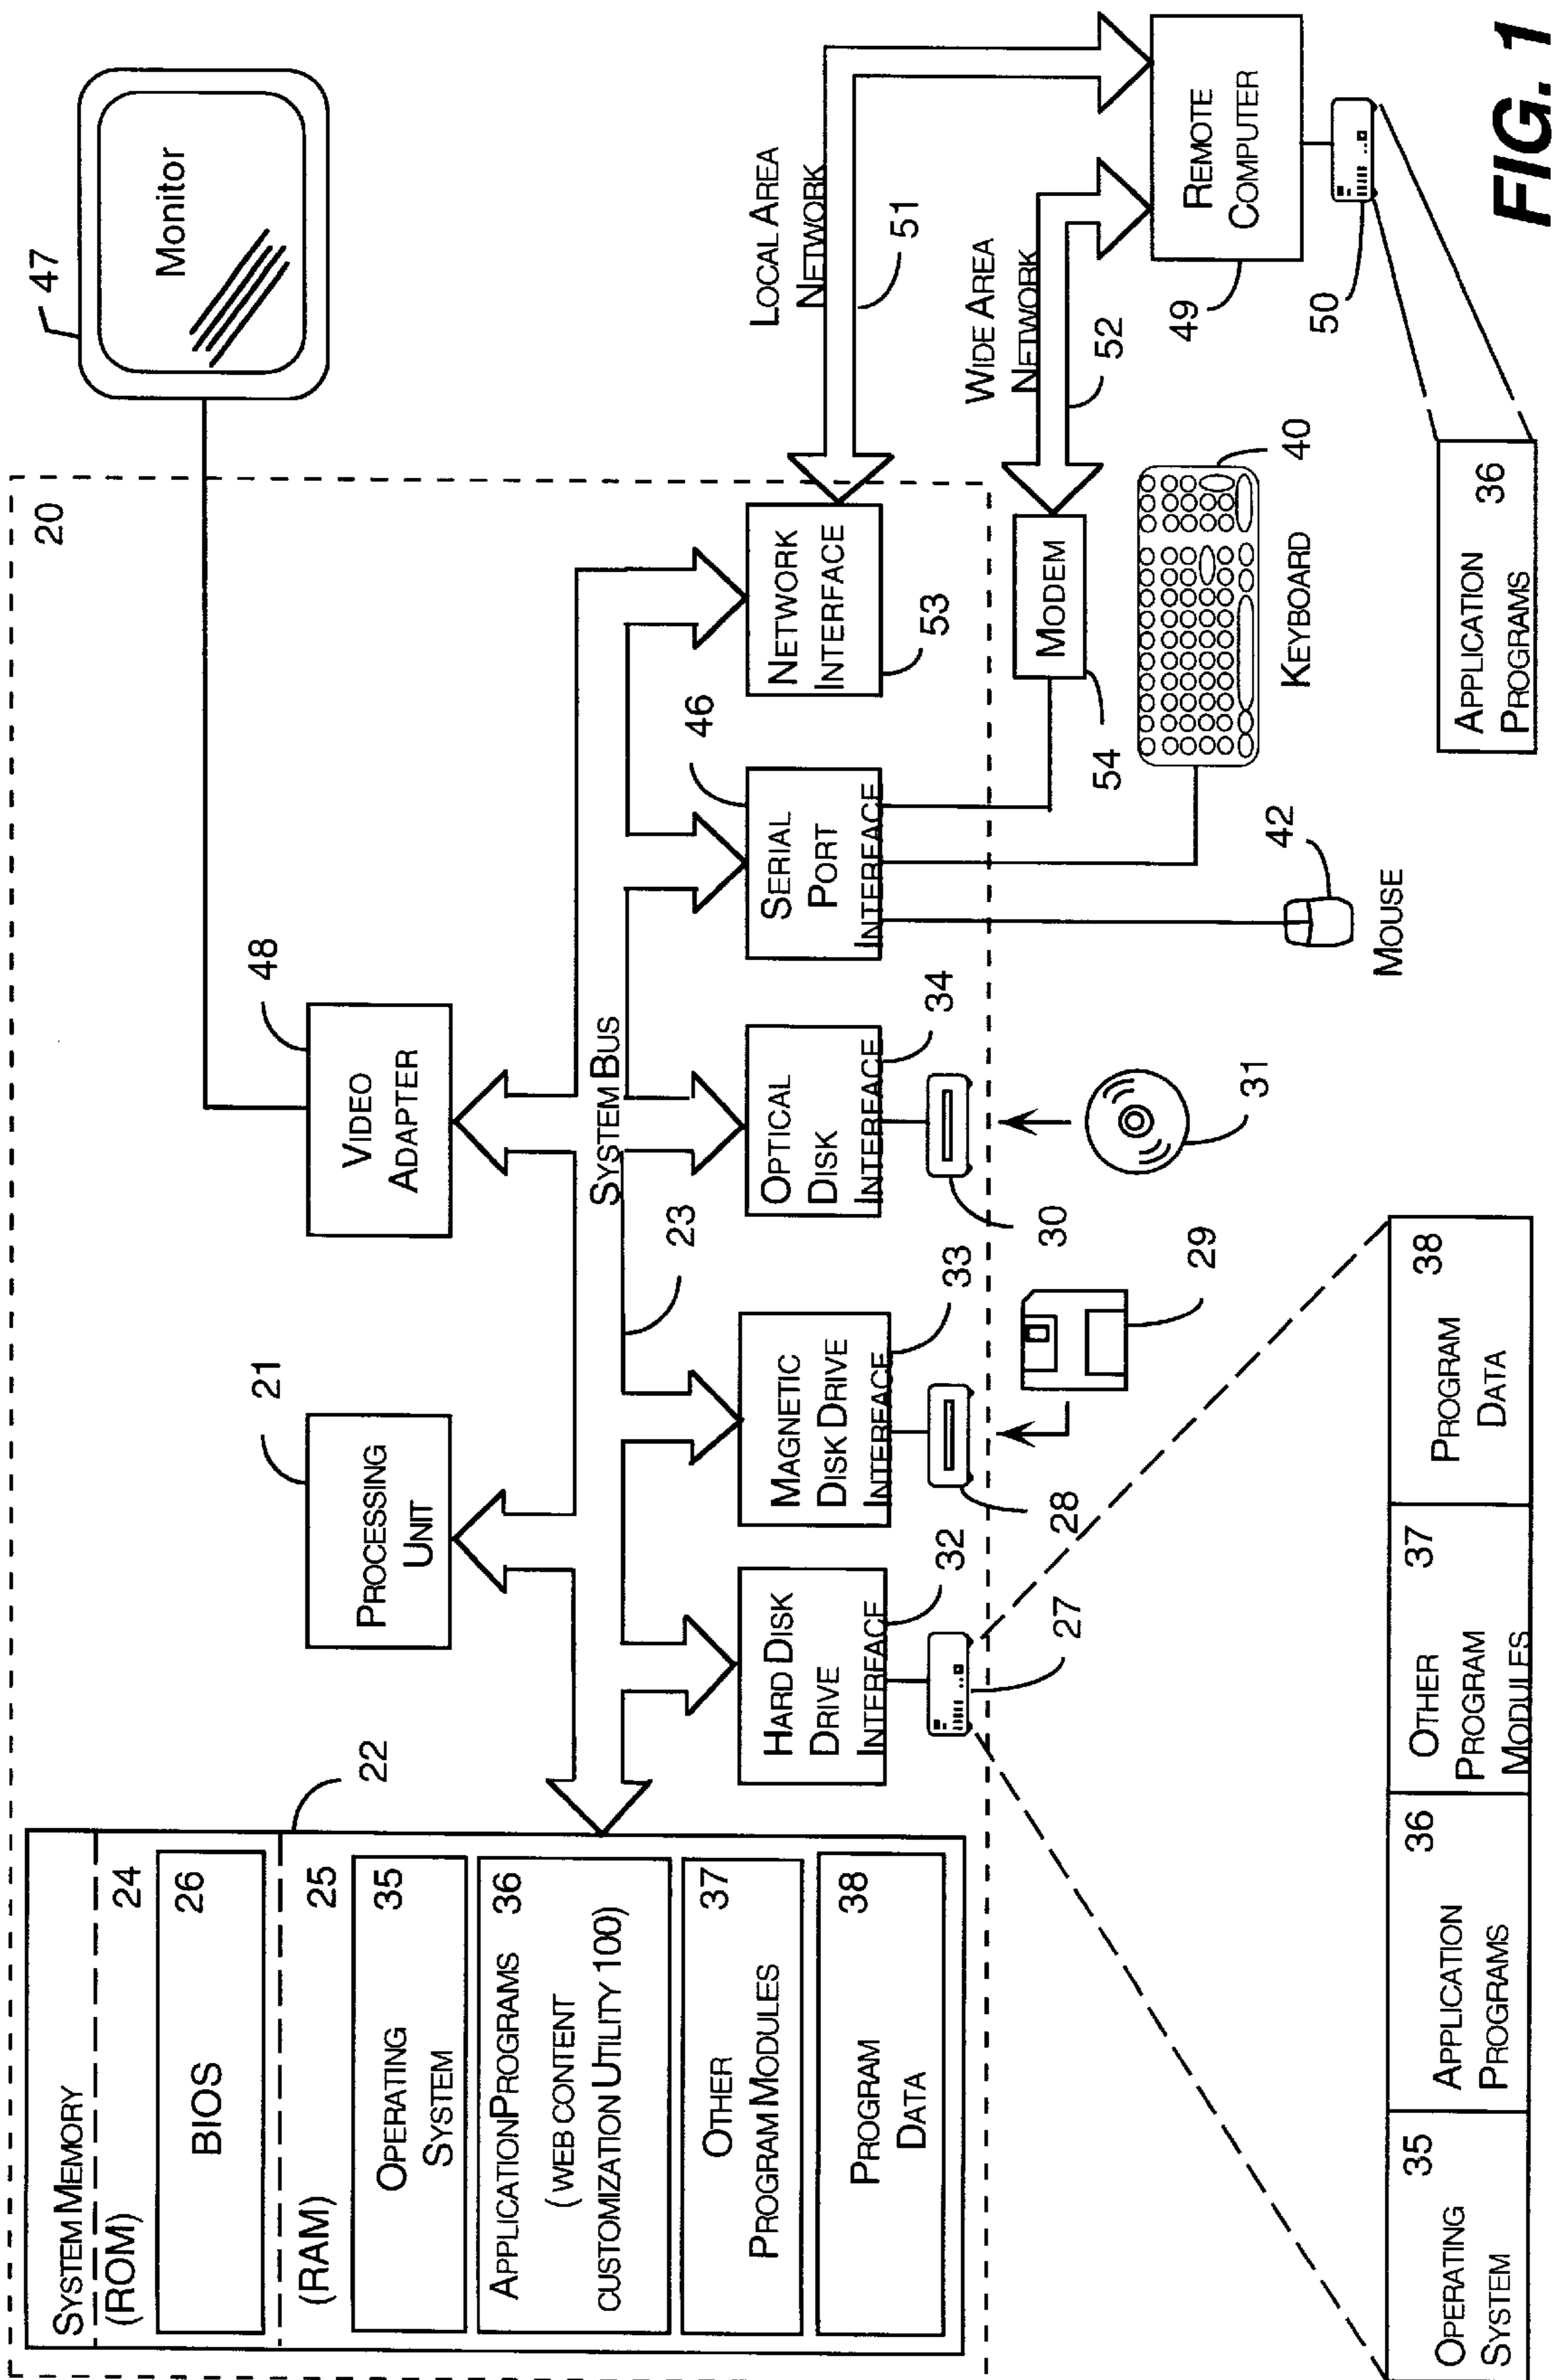 SYSTEM MEMORY
(ROM) 24
BIOS 26
(RAM) 25
OPERATING
SYSTEM
35
APPLICATION PROGRAMS 36
( WEB CONTENT
CUSTOMIZATION UTILITY 100)
OTHER
PROGRAM MODULES
37
PROGRAM
DATA
38
22
20
PROCESSING
UNIT
21
VIDEO
ADAPTER
48
47
Monitor
SYSTEM BUS
23
HARD DISK
DRIVE
INTERFACE
32
MAGNETIC
DISK DRIVE
INTERFACE
33
OPTICAL
DISK
INTERFACE
34
SERIAL
PORT
INTERFACE
46
NETWORK
INTERFACE
53
LOCAL AREA
NETWORK
51
WIDE AREA
NETWORK
52
27
28
29
30
31
MODEM
54
40
KEYBOARD
42
MOUSE
REMOTE
COMPUTER
49
50
APPLICATION
PROGRAMS
36
OPERATING
SYSTEM
35
APPLICATION
PROGRAMS
36
OTHER
PROGRAM
MODULES
37
PROGRAM
DATA
38
FIG. 1